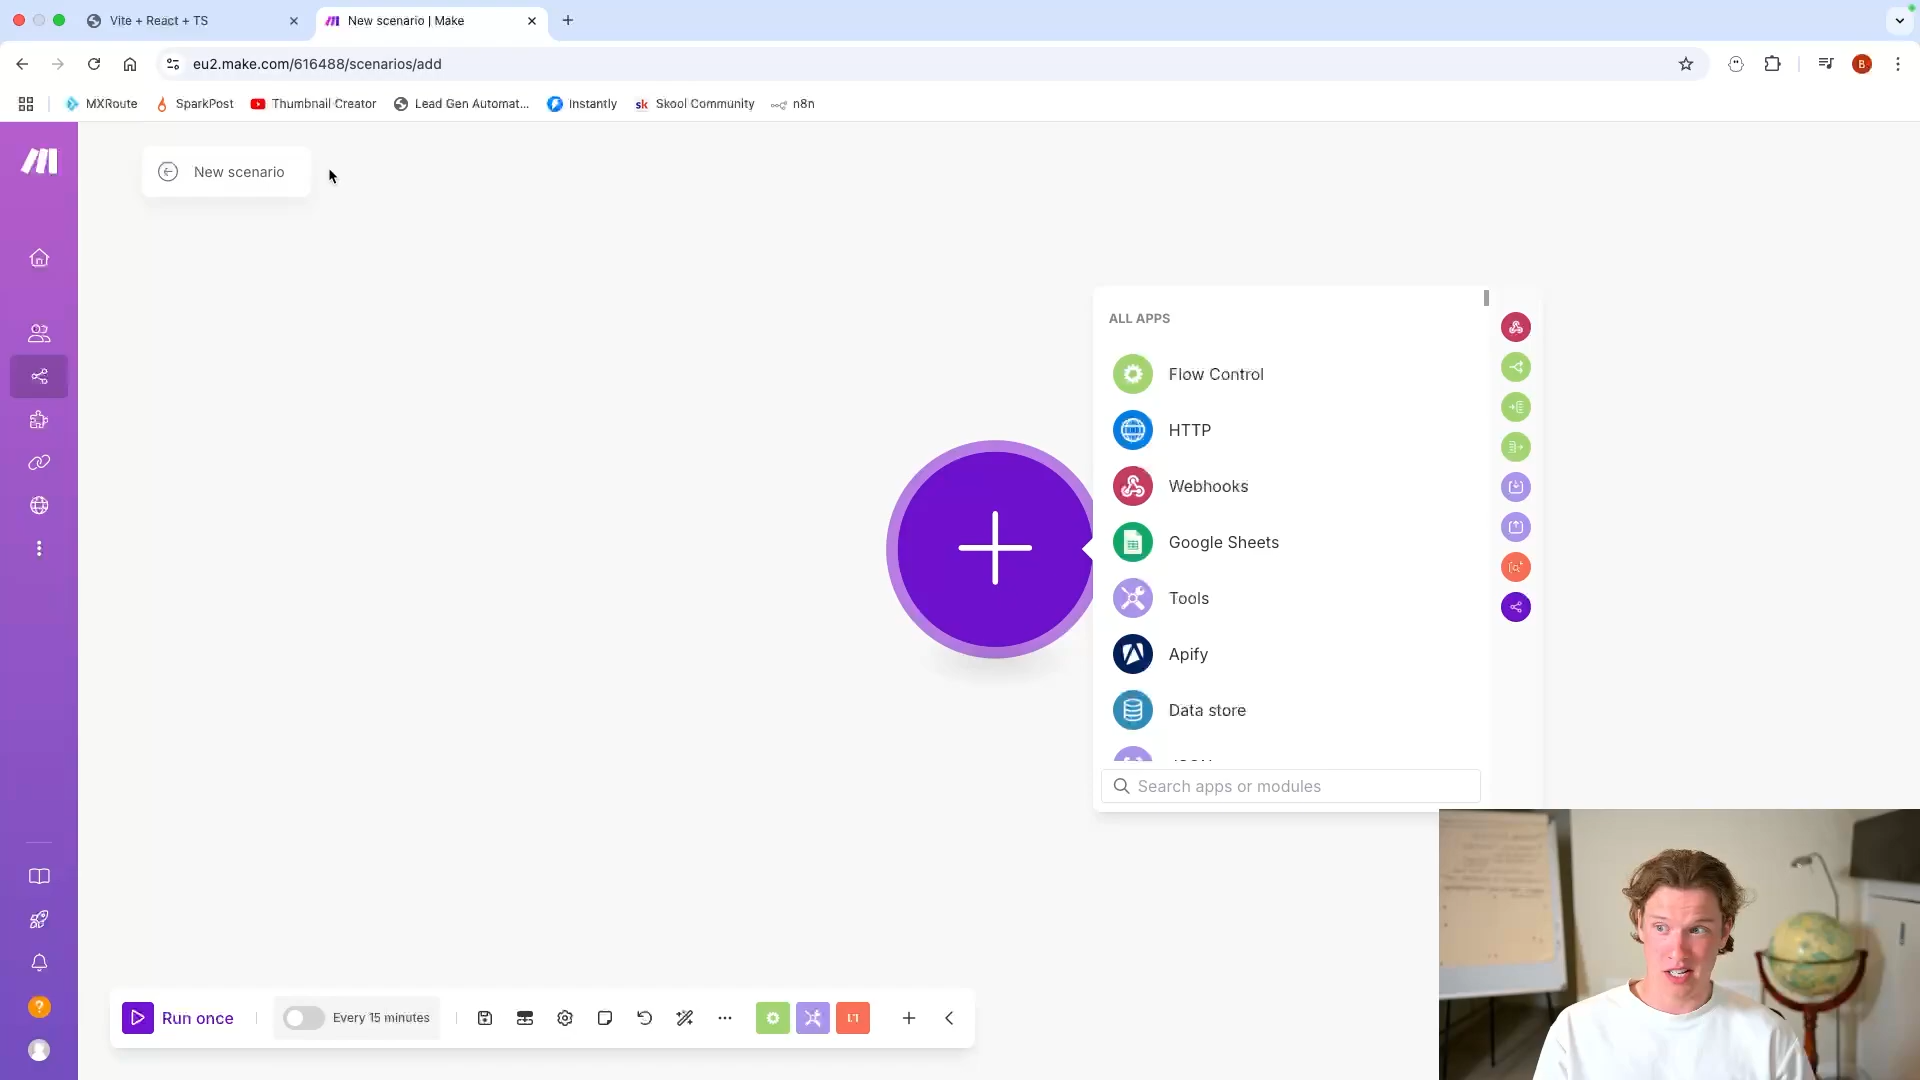 Vite + React + TS
New scenario | Make
eu2.make.com/616488/scenarios/add
B
MXRoute
SparkPost
Thumbnail Creator
Lead Gen Automat...
Instantly
sk Skool Community
n8n
New scenario
ALL APPS
Flow Control
HTTP
Webhooks
Google Sheets
Tools
Apify
Data store
Search apps or modules
?
Run once
Every 15 minutes